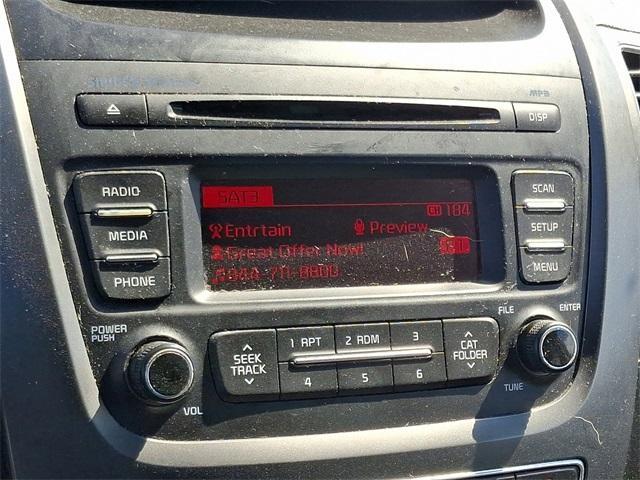 MP3
DISP
RADIO
MEDIA
PHONE
SAT3
CH 184
Entrtain
Preview
Great Offer Now!
844-711-8800
SCAN
SETUP
MENU
POWER
PUSH
VOL
SEEK
TRACK
1 RPT
2 RDM
3
4
5
6
CAT
FOLDER
FILE
ENTER
TUNE